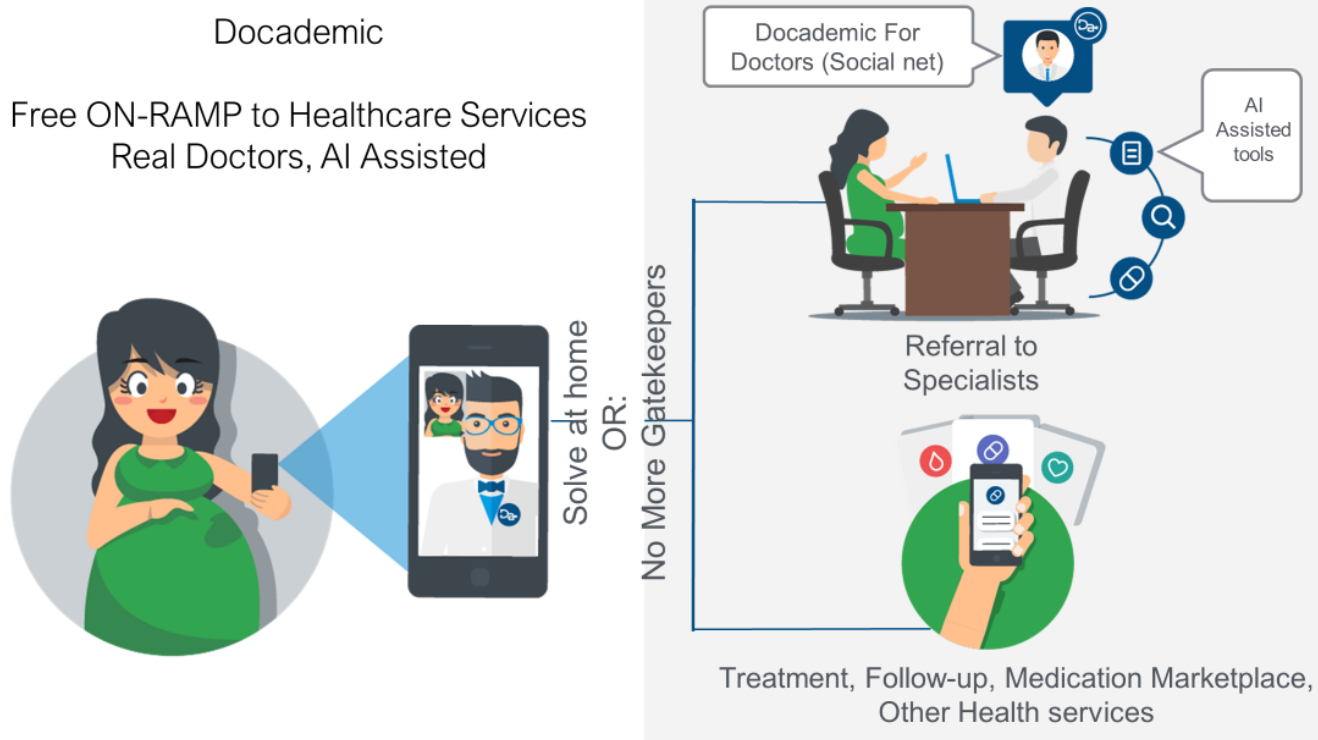 Docademic
Free ON-RAMP to Healthcare Services
Real Doctors, AI Assisted
Solve at home
OR:
No More Gatekeepers
Docademic For
Doctors (Social net)
AI
Assisted
tools
Referral to
Specialists
Treatment, Follow-up, Medication Marketplace,
Other Health services